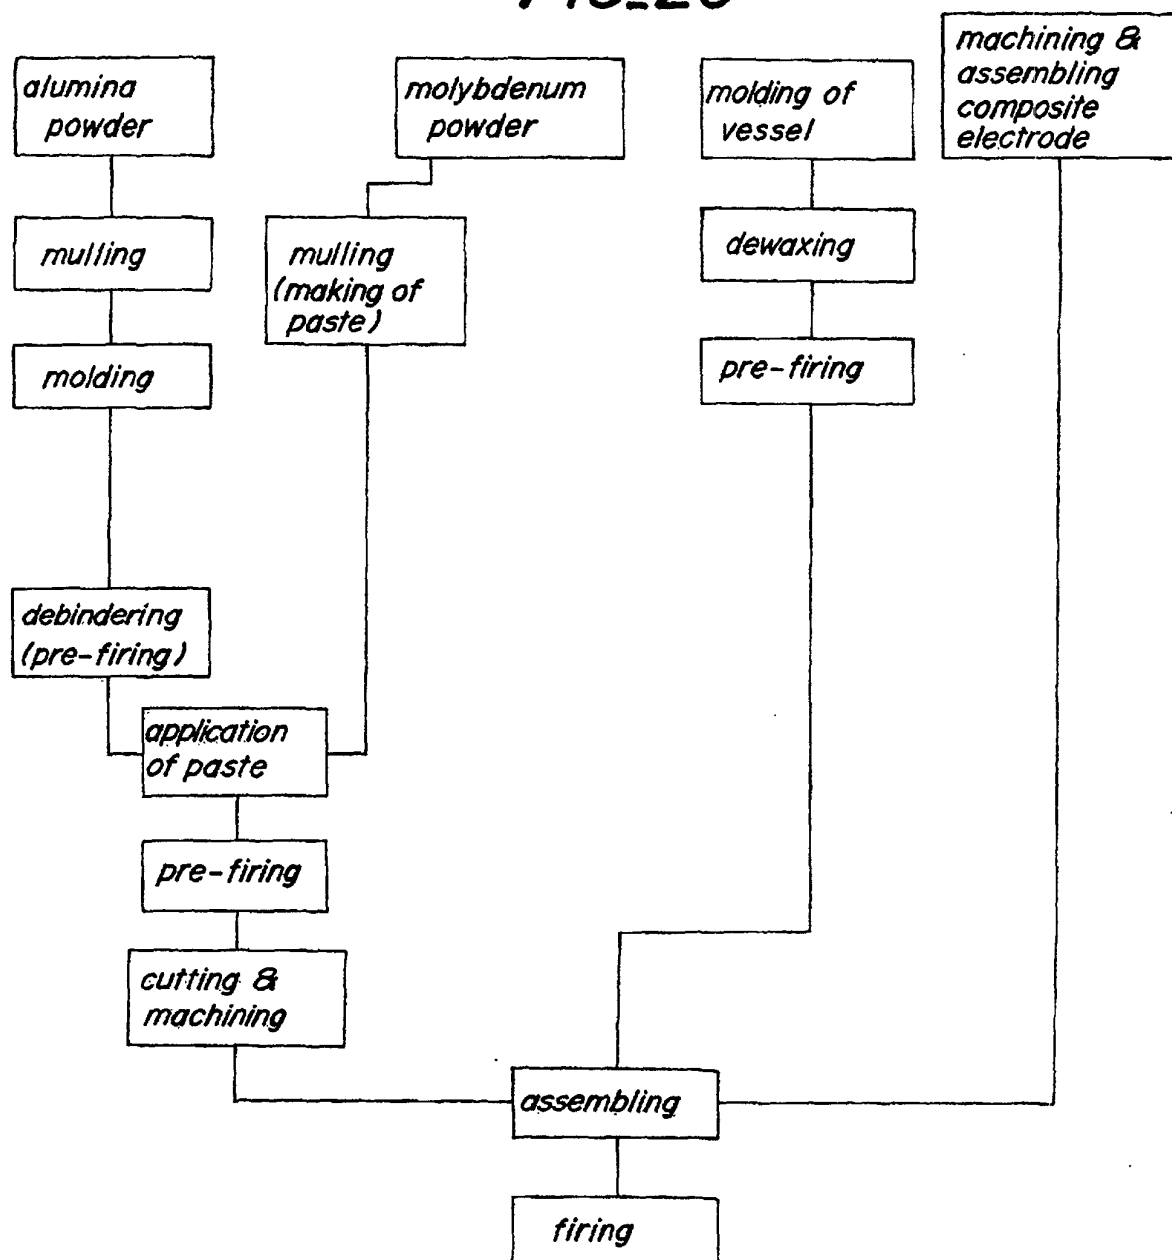 alumina
powder
molybdenum
powder
molding of
vessel
machining &
assembling
composite
electrode
mulling
mulling
(making of
paste)
dewaxing
molding
pre-firing
debindering
(pre-firing)
application
of paste
pre-firing
cutting &
machining
assembling
firing